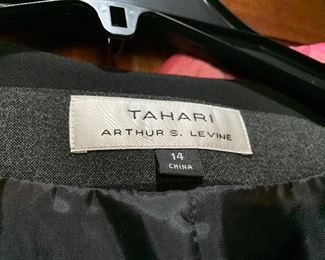 TAHARI
ARTHUR S. LEVINE
14
CHINA